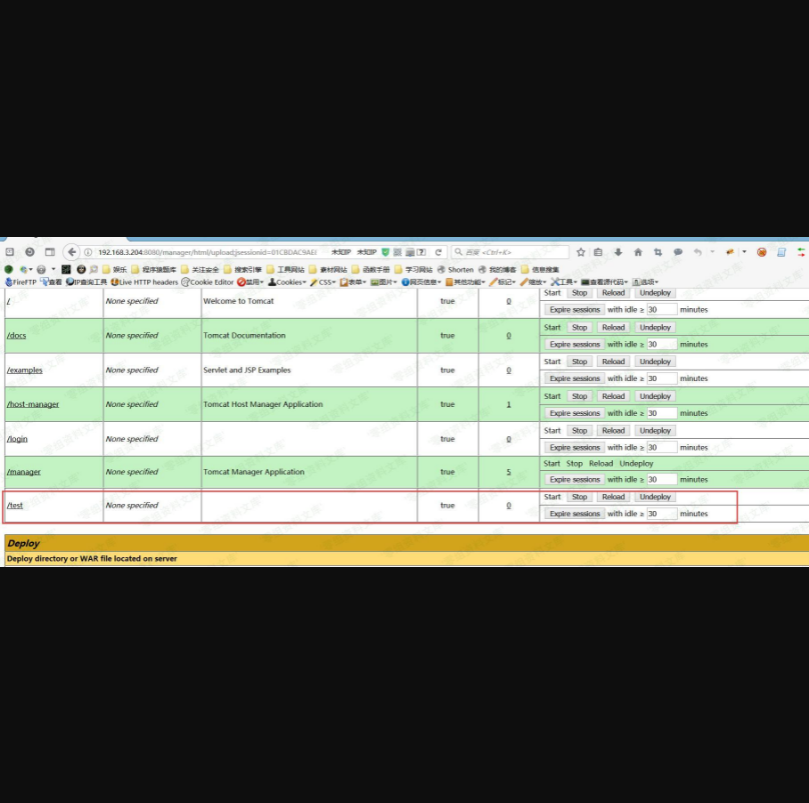 192.168.3.204:8080/manager/html/upload;jsessionid=01C8DAC9AE 未知IP 未知IP 百度 <Ctrl+K>
娱乐 程序接题库 关注安全 搜索引擎 工具网站 素材网站 函数手册 学习网站 Shorten 我的博客 信息搜集
FireFTP 查看 IP查询工具 Live HTTP headers Cookie Editor 禁用 Cookies CSS 表单 图片 网页信息 其他功能 标记 缩放 工具 查看源代码 选项
/ None specified Welcome to Tomcat true 0 Start Stop Reload Undeploy
Expire sessions with idle ≥ 30 minutes
/docs None specified Tomcat Documentation true 0 Start Stop Reload Undeploy
Expire sessions with idle ≥ 30 minutes
/examples None specified Servlet and JSP Examples true 0 Start Stop Reload Undeploy
Expire sessions with idle ≥ 30 minutes
/host-manager None specified Tomcat Host Manager Application true 1 Start Stop Reload Undeploy
Expire sessions with idle ≥ 30 minutes
/login None specified true 0 Start Stop Reload Undeploy
Expire sessions with idle ≥ 30 minutes
/manager None specified Tomcat Manager Application true 5 Start Stop Reload Undeploy
Expire sessions with idle ≥ 30 minutes
/test None specified true 0 Start Stop Reload Undeploy
Expire sessions with idle ≥ 30 minutes
Deploy
Deploy directory or WAR file located on server